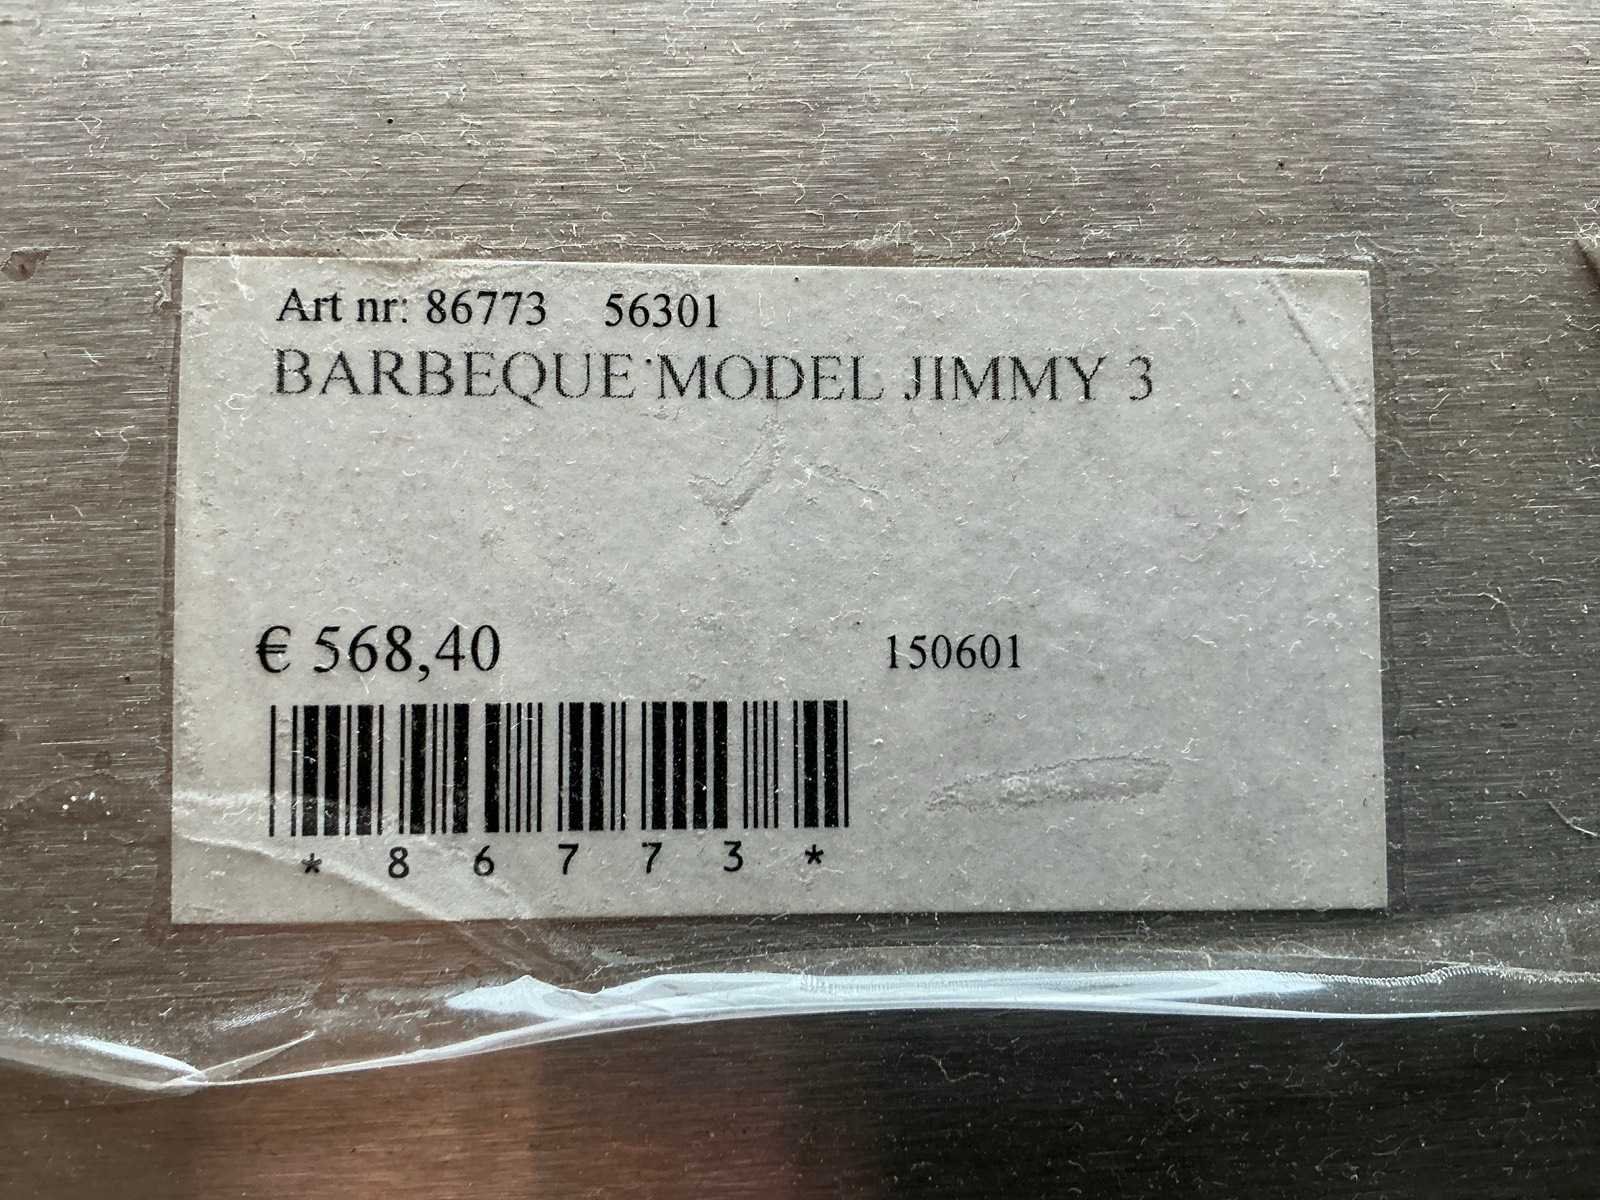 Art nr: 86773 56301
BARBEQUE MODEL JIMMY 3
€ 568,40 150601
* 8 6 7 7 3 *